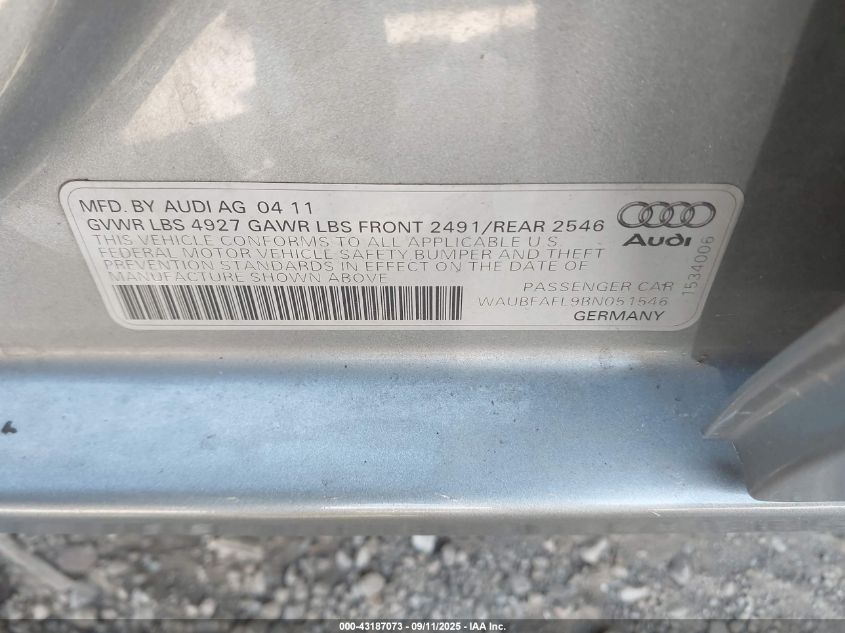 MFD. BY AUDI AG 04 11
GVWR LBS 4927 GAWR LBS FRONT 2491/REAR 2546
THIS VEHICLE CONFORMS TO ALL APPLICABLE U.S.
FEDERAL MOTOR VEHICLE SAFETY, BUMPER AND THEFT
PREVENTION STANDARDS IN EFFECT ON THE DATE OF
MANUFACTURE SHOWN ABOVE
PASSENGER CAR
WAUBFAFL9BN051546
GERMANY
Audi
1534006
000-43187073 - 09/11/2025 - IAA Inc.